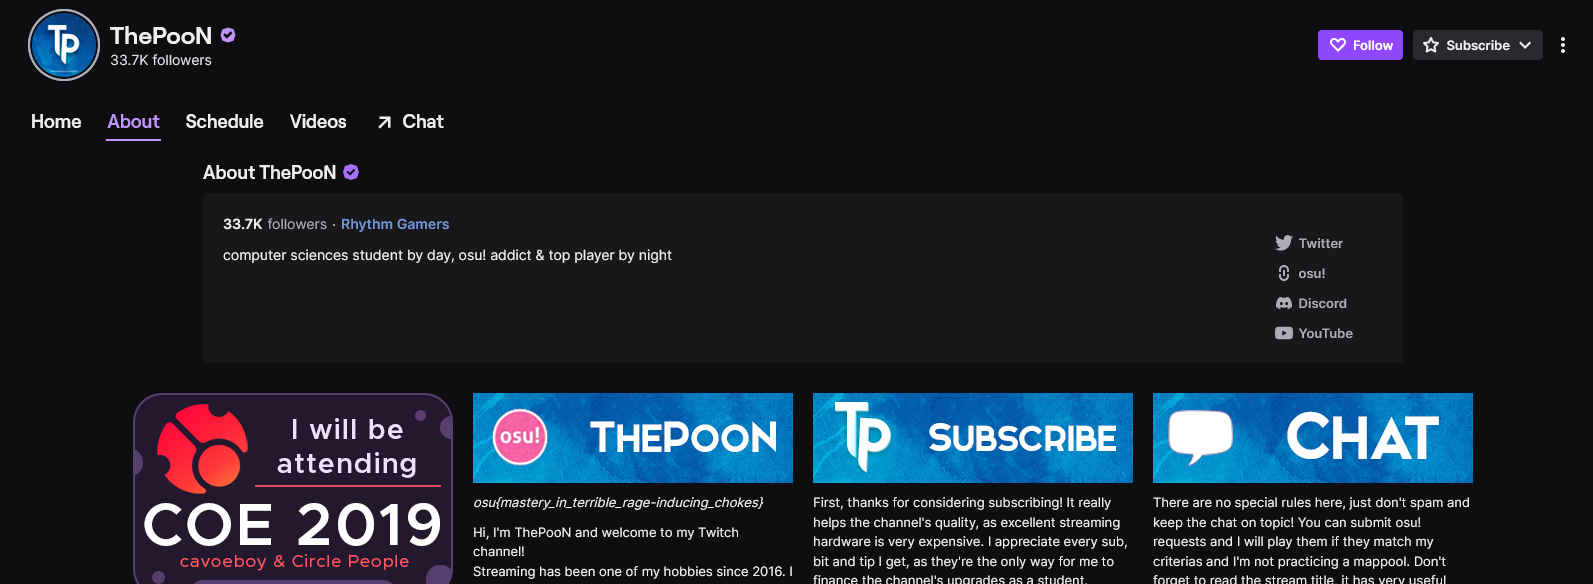 TP
ThePooN
33.7K followers
Follow
Subscribe
Home
About
Schedule
Videos
Chat
About ThePooN
33.7K followers · Rhythm Gamers
computer sciences student by day, osu! addict & top player by night
Twitter
osu!
Discord
YouTube
I will be
attending
COE 2019
cavoeboy & Circle People
osu!
THEPOON
osu{mastery_in_terrible_rage-inducing_chokes}
Hi, I'm ThePooN and welcome to my Twitch
channel!
Streaming has been one of my hobbies since 2016. I
TP
SUBSCRIBE
First, thanks for considering subscribing! It really
helps the channel's quality, as excellent streaming
hardware is very expensive. I appreciate every sub,
bit and tip I get, as they're the only way for me to
finance the channel's upgrades as a student.
CHAT
There are no special rules here, just don't spam and
keep the chat on topic! You can submit osu!
requests and I will play them if they match my
criterias and I'm not practicing a mappool. Don't
forget to read the stream title, it has very useful